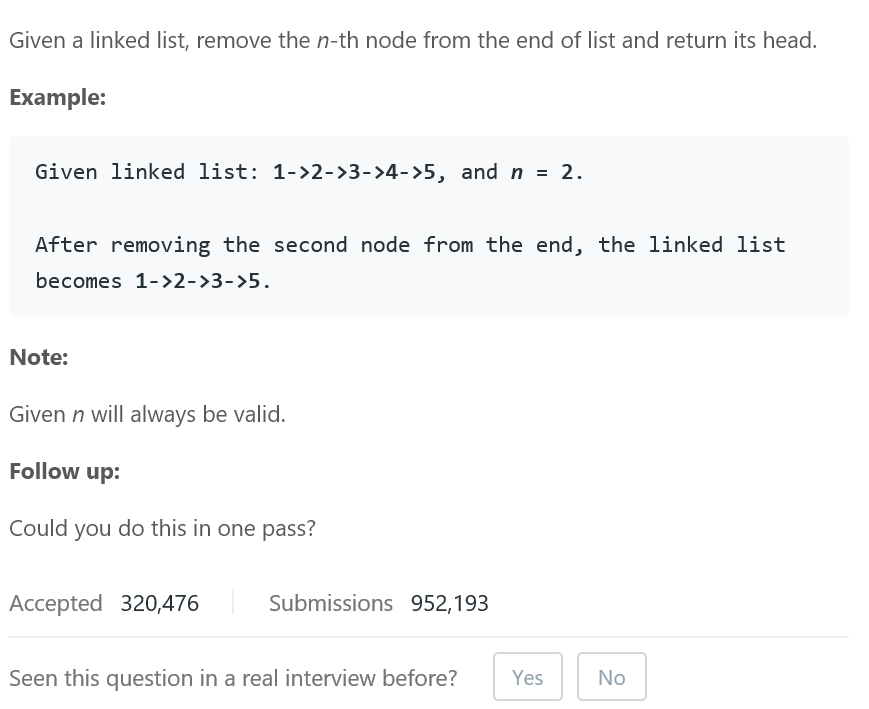 Given a linked list, remove the n-th node from the end of list and return its head.
Example:
Given linked list: 1->2->3->4->5, and n = 2.
After removing the second node from the end, the linked list
becomes 1->2->3->5.
Note:
Given n will always be valid.
Follow up:
Could you do this in one pass?
Accepted 320,476 Submissions 952,193
Seen this question in a real interview before? Yes No